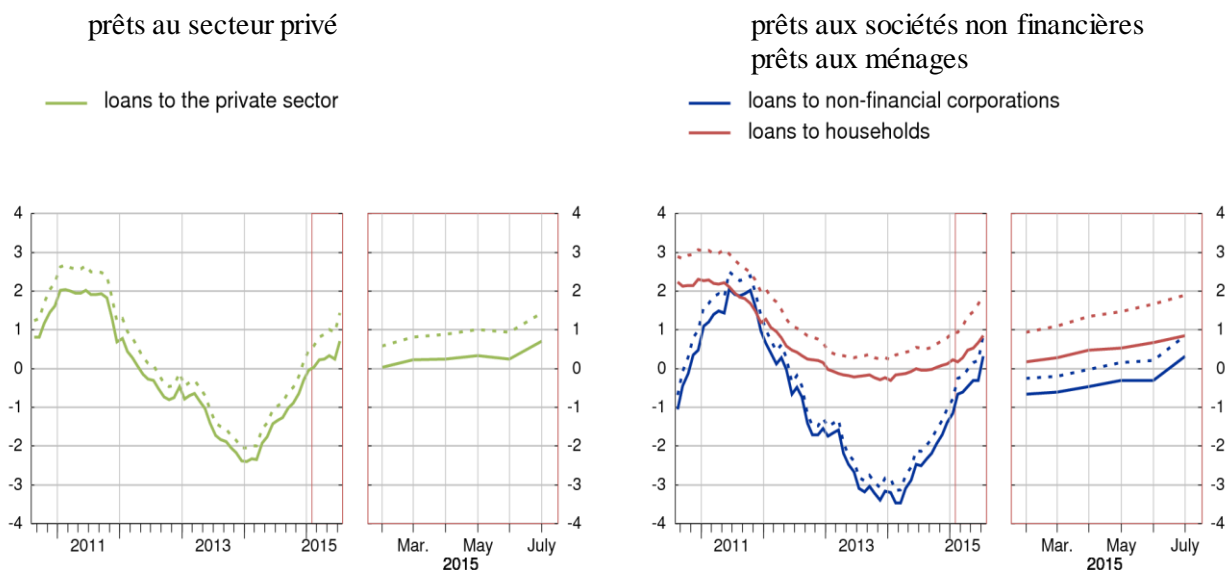 prêts au secteur privé
loans to the private sector
4 4
3 3
2 2
1 1
0 0
-1 -1
-2 -2
-3 -3
-4 -4
2011 2013 2015 Mar. May July
2015
prêts aux sociétés non financières
prêts aux ménages
loans to non-financial corporations
loans to households
4 4
3 3
2 2
1 1
0 0
-1 -1
-2 -2
-3 -3
-4 -4
2011 2013 2015 Mar. May July
2015